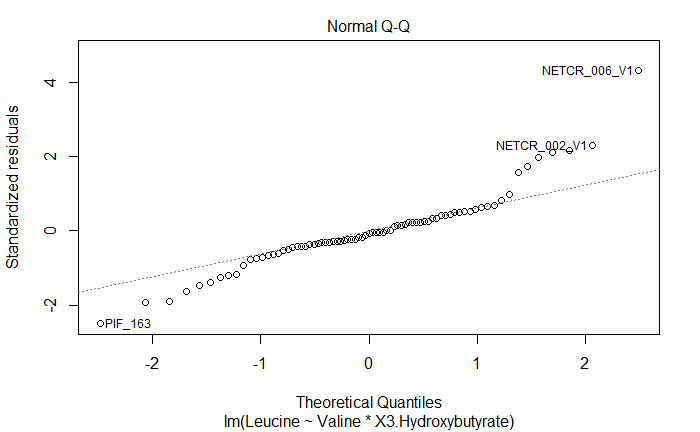 Normal Q-Q
NETCR_006_V1
NETCR_002_V1
PIF_163
Standardized residuals
4
2
0
-2
-2
-1
0
1
2
Theoretical Quantiles
lm(Leucine ~ Valine * X3.Hydroxybutyrate)